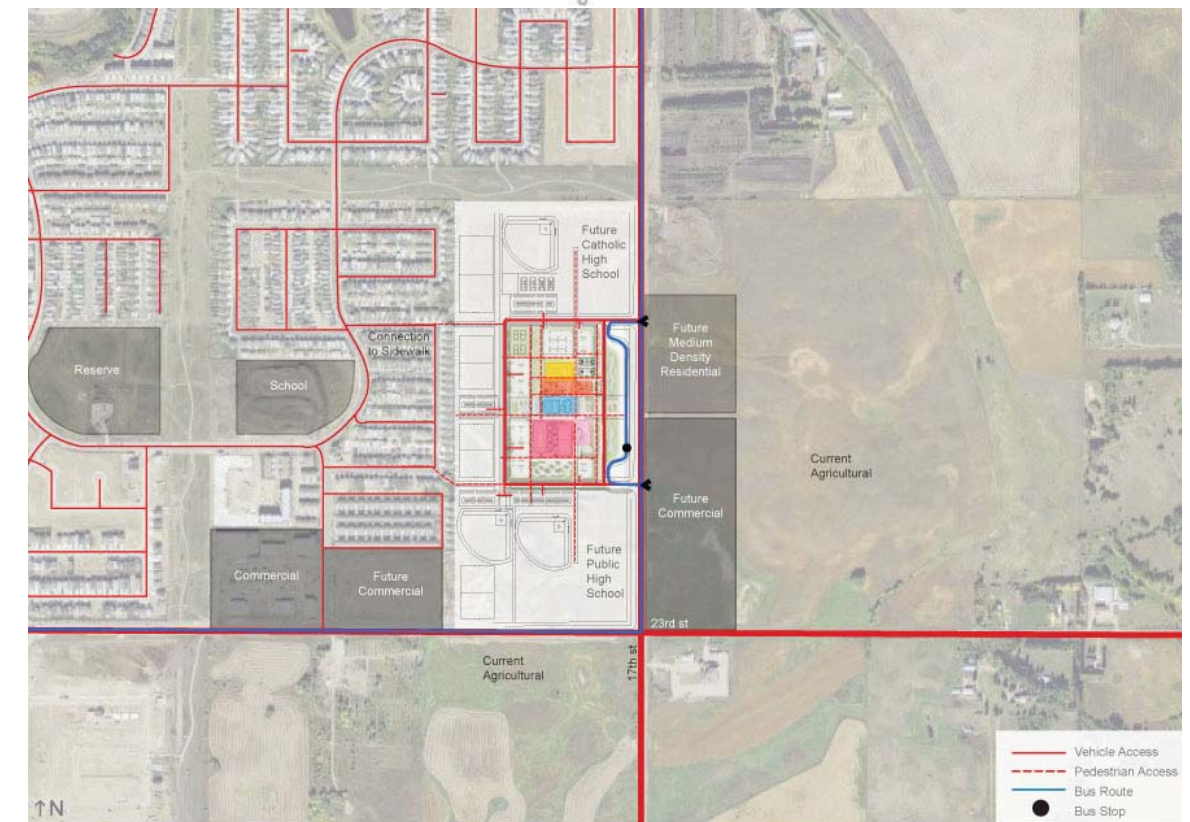 Future
Catholic
High
School
Connection
to Sidewalk
Future
Medium
Density
Residential
Reserve
School
Current
Agricultural
Future
Commercial
Commercial
Future
Commercial
Future
Public
High
School
23rd st
17th st
Current
Agricultural
Vehicle Access
Pedestrian Access
Bus Route
Bus Stop
↑N